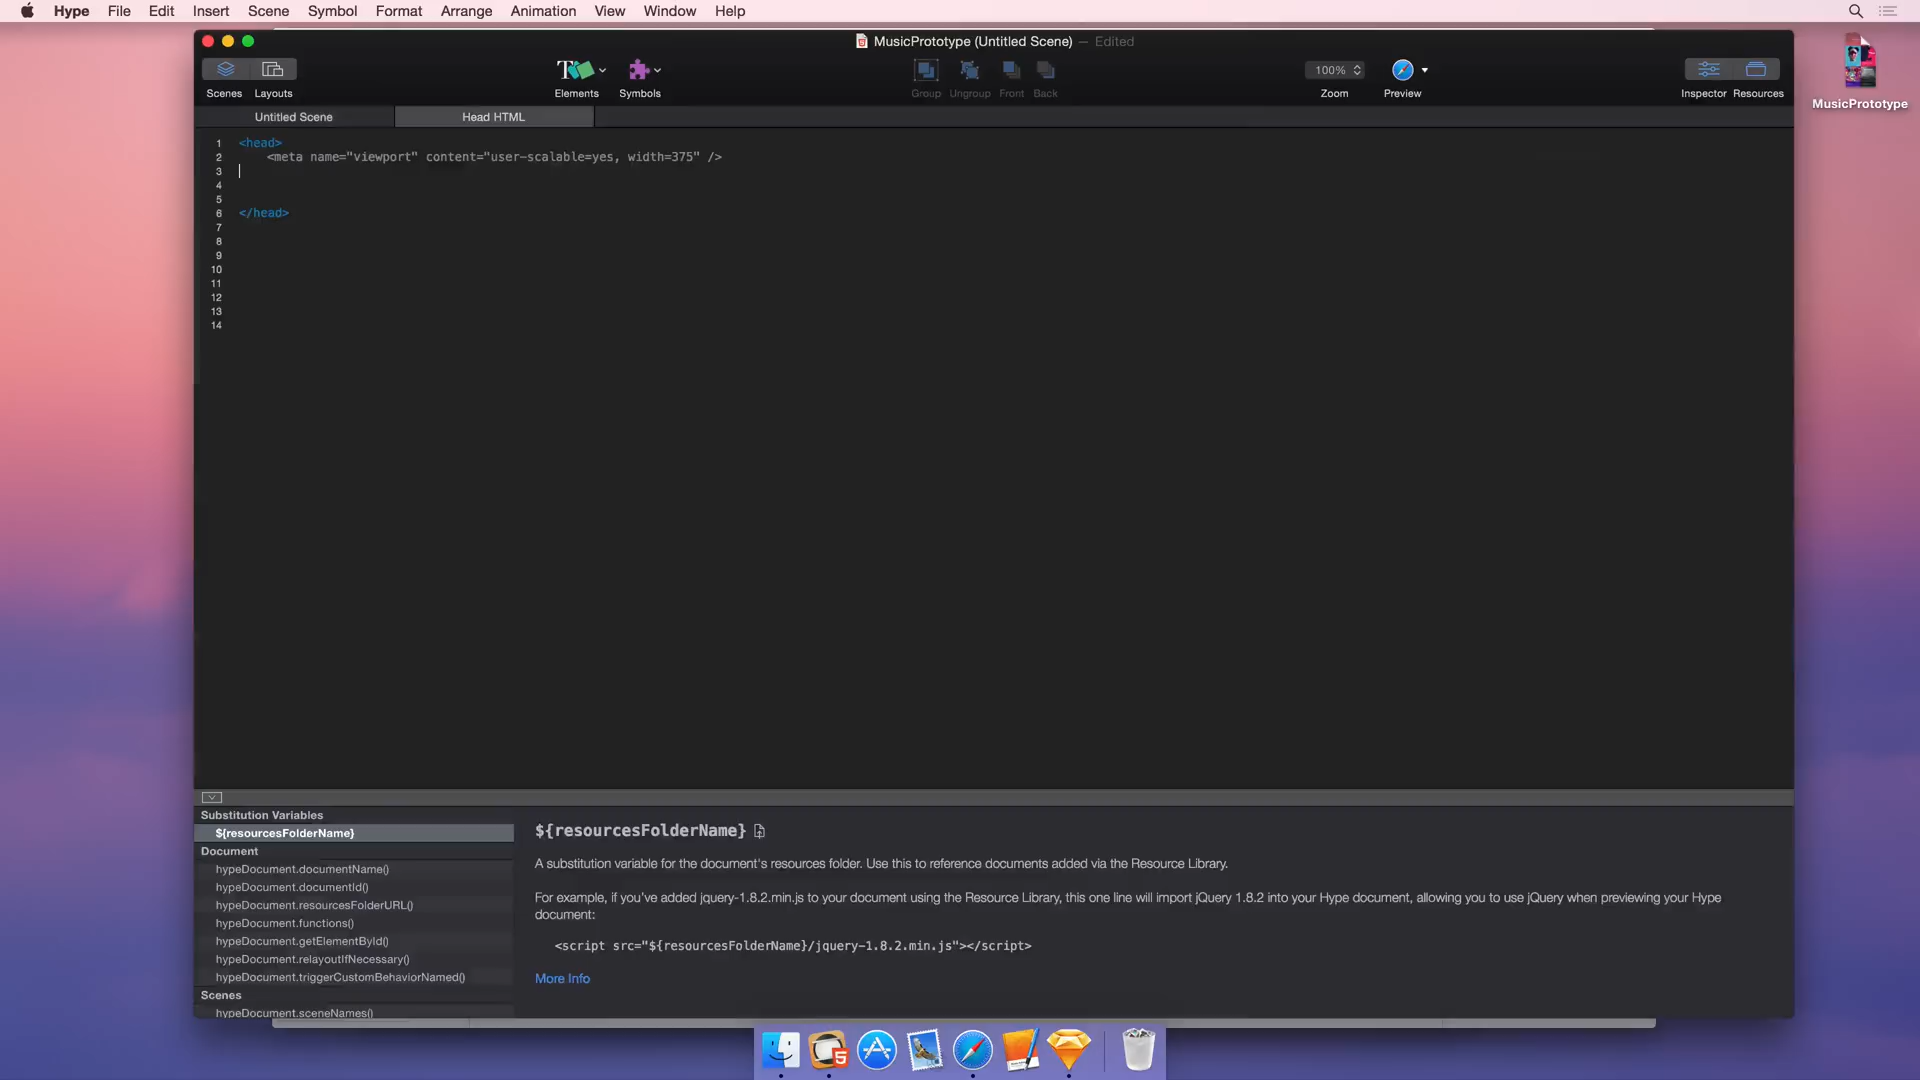 Hype File Edit Insert Scene Symbol Format Arrange Animation View Window Help
MusicPrototype (Untitled Scene) — Edited
100%
Scenes Layouts Elements Symbols Group Ungroup Front Back Zoom Preview Inspector Resources
MusicPrototype
Untitled Scene Head HTML
1 <head>
2 <meta name="viewport" content="user-scalable=yes, width=375" />
3
4
5
6 </head>
7
8
9
10
11
12
13
14
Substitution Variables
${resourcesFolderName}
Document
hypeDocument.documentName()
hypeDocument.documentId()
hypeDocument.resourcesFolderURL()
hypeDocument.functions()
hypeDocument.getElementById()
hypeDocument.relayoutIfNecessary()
hypeDocument.triggerCustomBehaviorNamed()
Scenes
hypeDocument.sceneNames()
${resourcesFolderName}
A substitution variable for the document's resources folder. Use this to reference documents added via the Resource Library.
For example, if you've added jquery-1.8.2.min.js to your document using the Resource Library, this one line will import jQuery 1.8.2 into your Hype document, allowing you to use jQuery when previewing your Hype
document:
<script src="${resourcesFolderName}/jquery-1.8.2.min.js"></script>
More Info